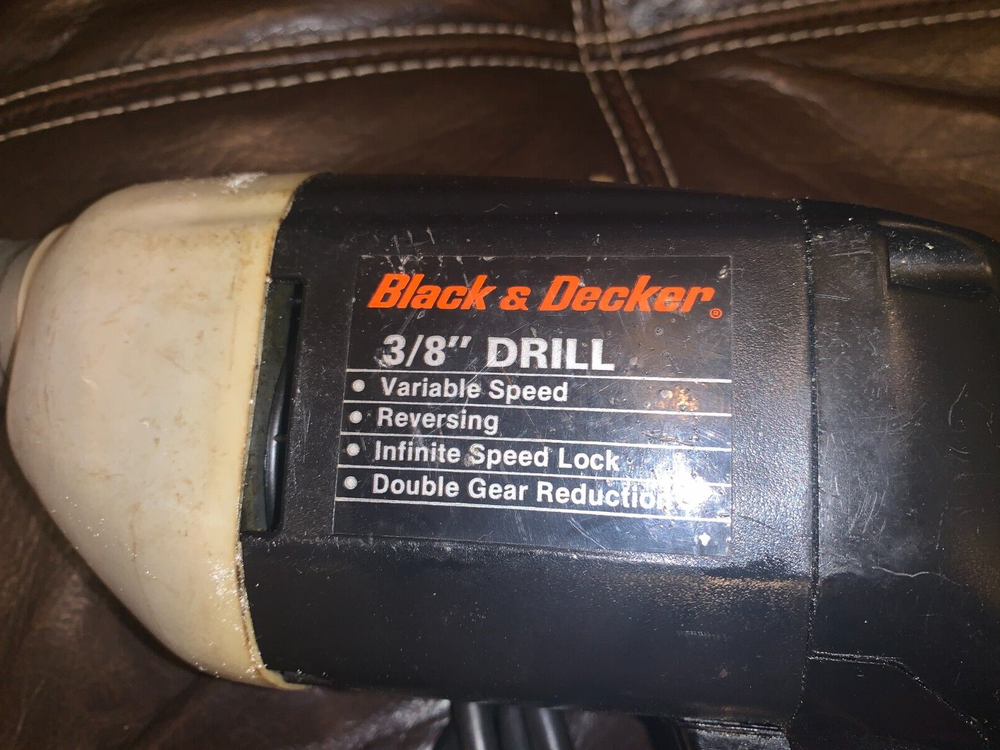 Black & Decker®
3/8" DRILL
• Variable Speed
• Reversing
• Infinite Speed Lock
• Double Gear Reduction